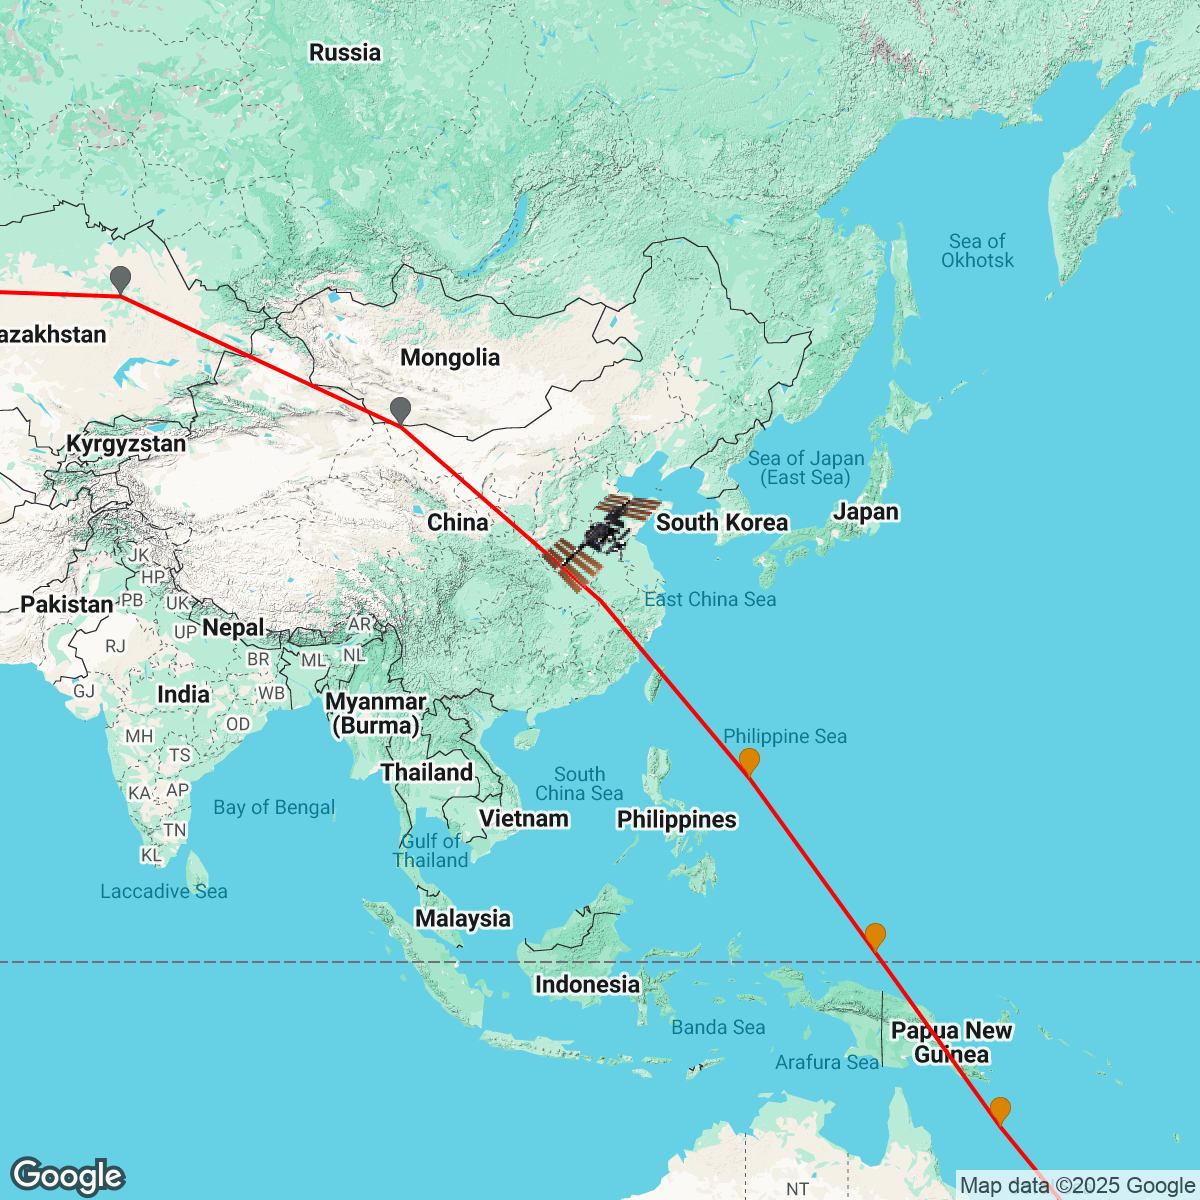 Russia
Sea of
Okhotsk
azakhstan
Mongolia
Kyrgyzstan
Sea of Japan
(East Sea)
Japan
China
South Korea
JK
HP
PB
UK
Pakistan
East China Sea
Nepal
UP
AR
RJ
BR
ML
NL
GJ
India
WB
Myanmar
(Burma)
OD
MH
TS
Philippine Sea
Thailand
South
China Sea
KA
AP
Bay of Bengal
Vietnam
Philippines
TN
KL
Gulf of
Thailand
Laccadive Sea
Malaysia
Indonesia
Banda Sea
Papua New
Guinea
Arafura Sea
NT
Google
Map data ©2025 Google